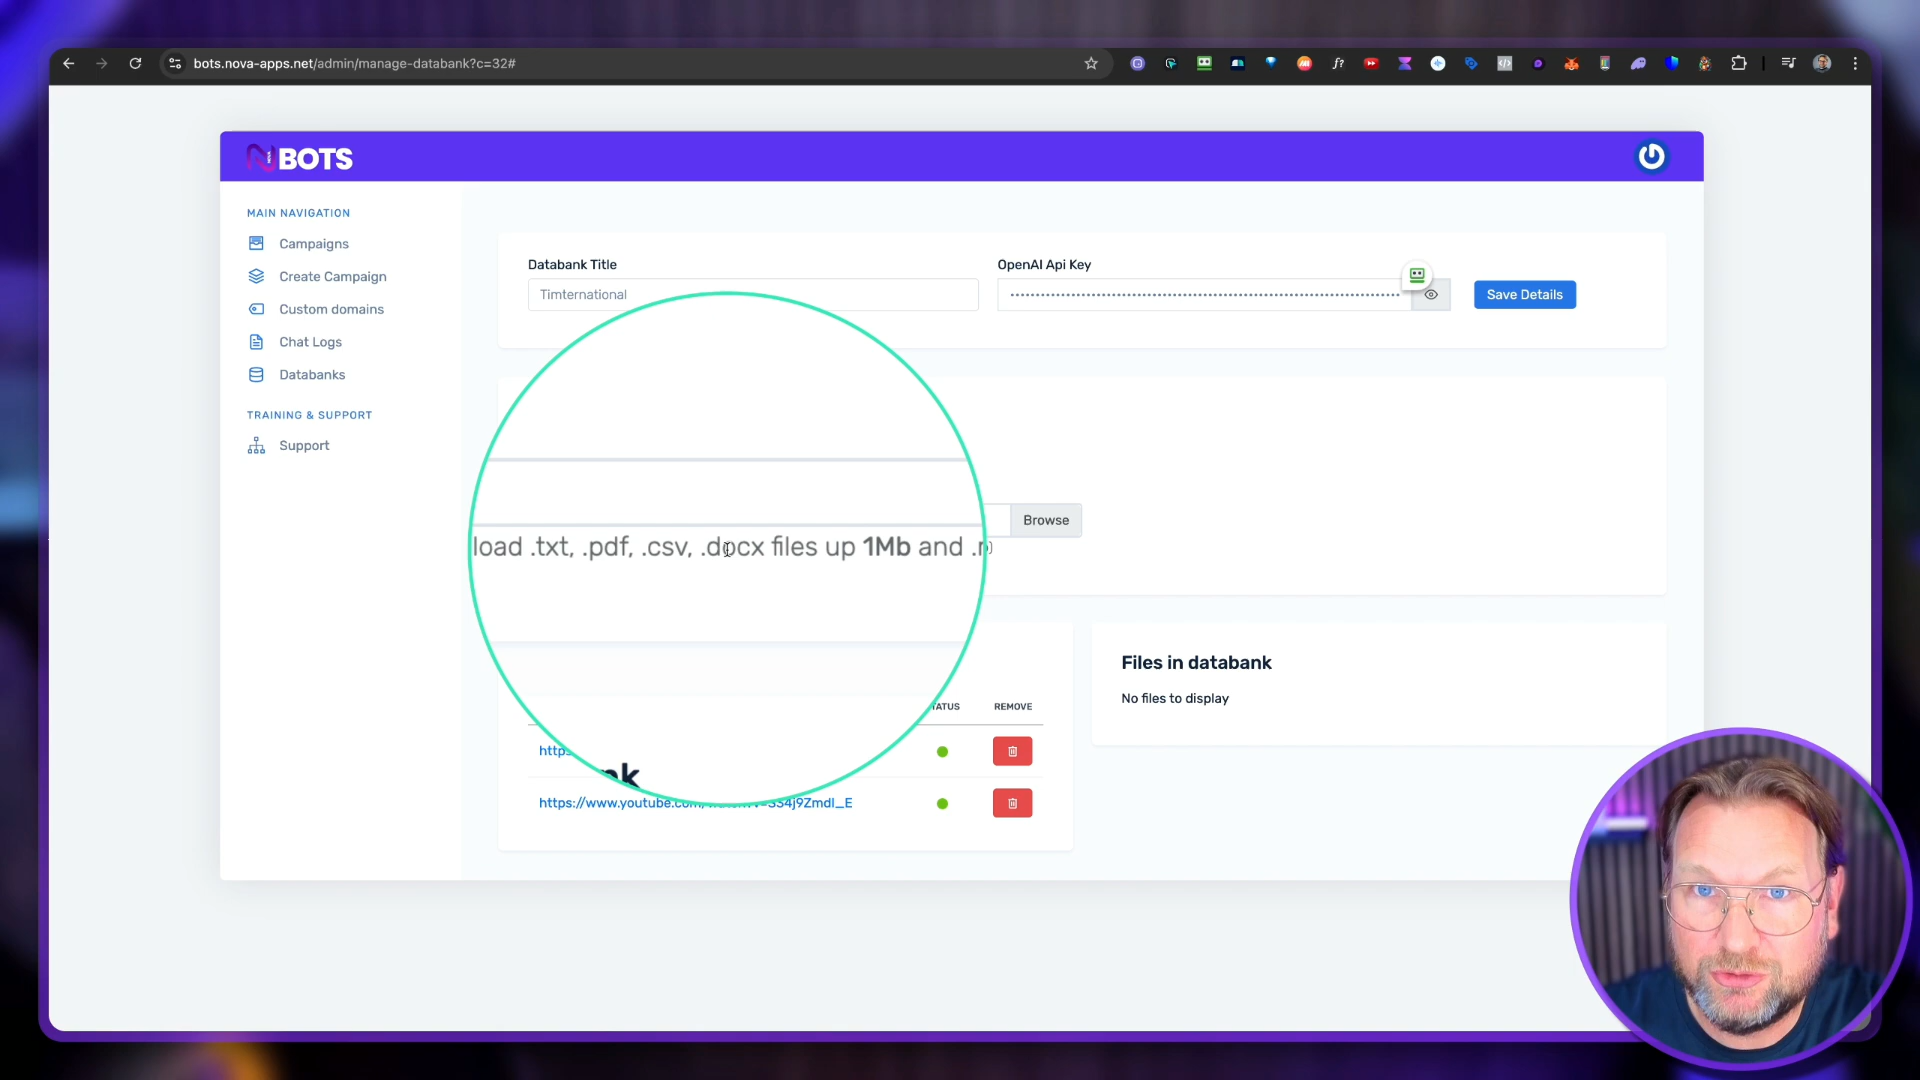 bots.nova-apps.net/admin/manage-databank?c=32#
BOTS
MAIN NAVIGATION
Campaigns
Create Campaign
Custom domains
Chat Logs
Databanks
TRAINING & SUPPORT
Support
Databank Title
Timternational
OpenAI Api Key
Save Details
Browse
load .txt, .pdf, .csv, .docx files up 1Mb and
REMOVE
https://www.youtube.com/
Files in databank
No files to display